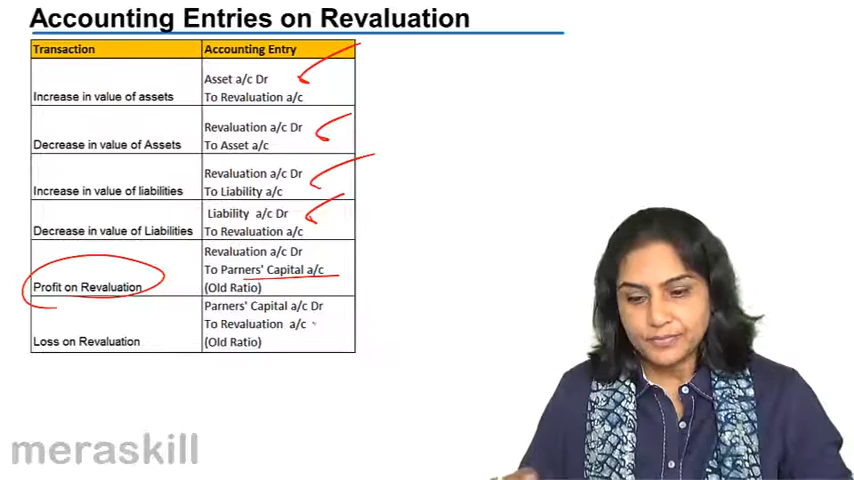 Accounting Entries on Revaluation
Transaction Accounting Entry
Asset a/c Dr
Increase in value of assets To Revaluation a/c
Revaluation a/c Dr
Decrease in value of Assets To Asset a/c
Revaluation a/c Dr
Increase in value of liabilities To Liability a/c
Liability a/c Dr
Decrease in value of Liabilities To Revaluation a/c
Revaluation a/c Dr
To Parners' Capital a/c
Profit on Revaluation (Old Ratio)
Parners' Capital a/c Dr
To Revaluation a/c
Loss on Revaluation (Old Ratio)
meraskill